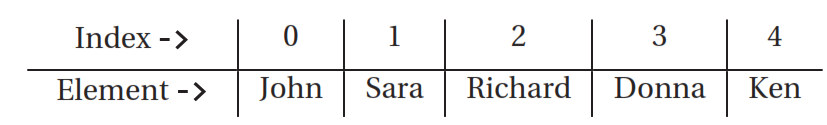 Index -> 0 1 2 3 4
Element -> John Sara Richard Donna Ken